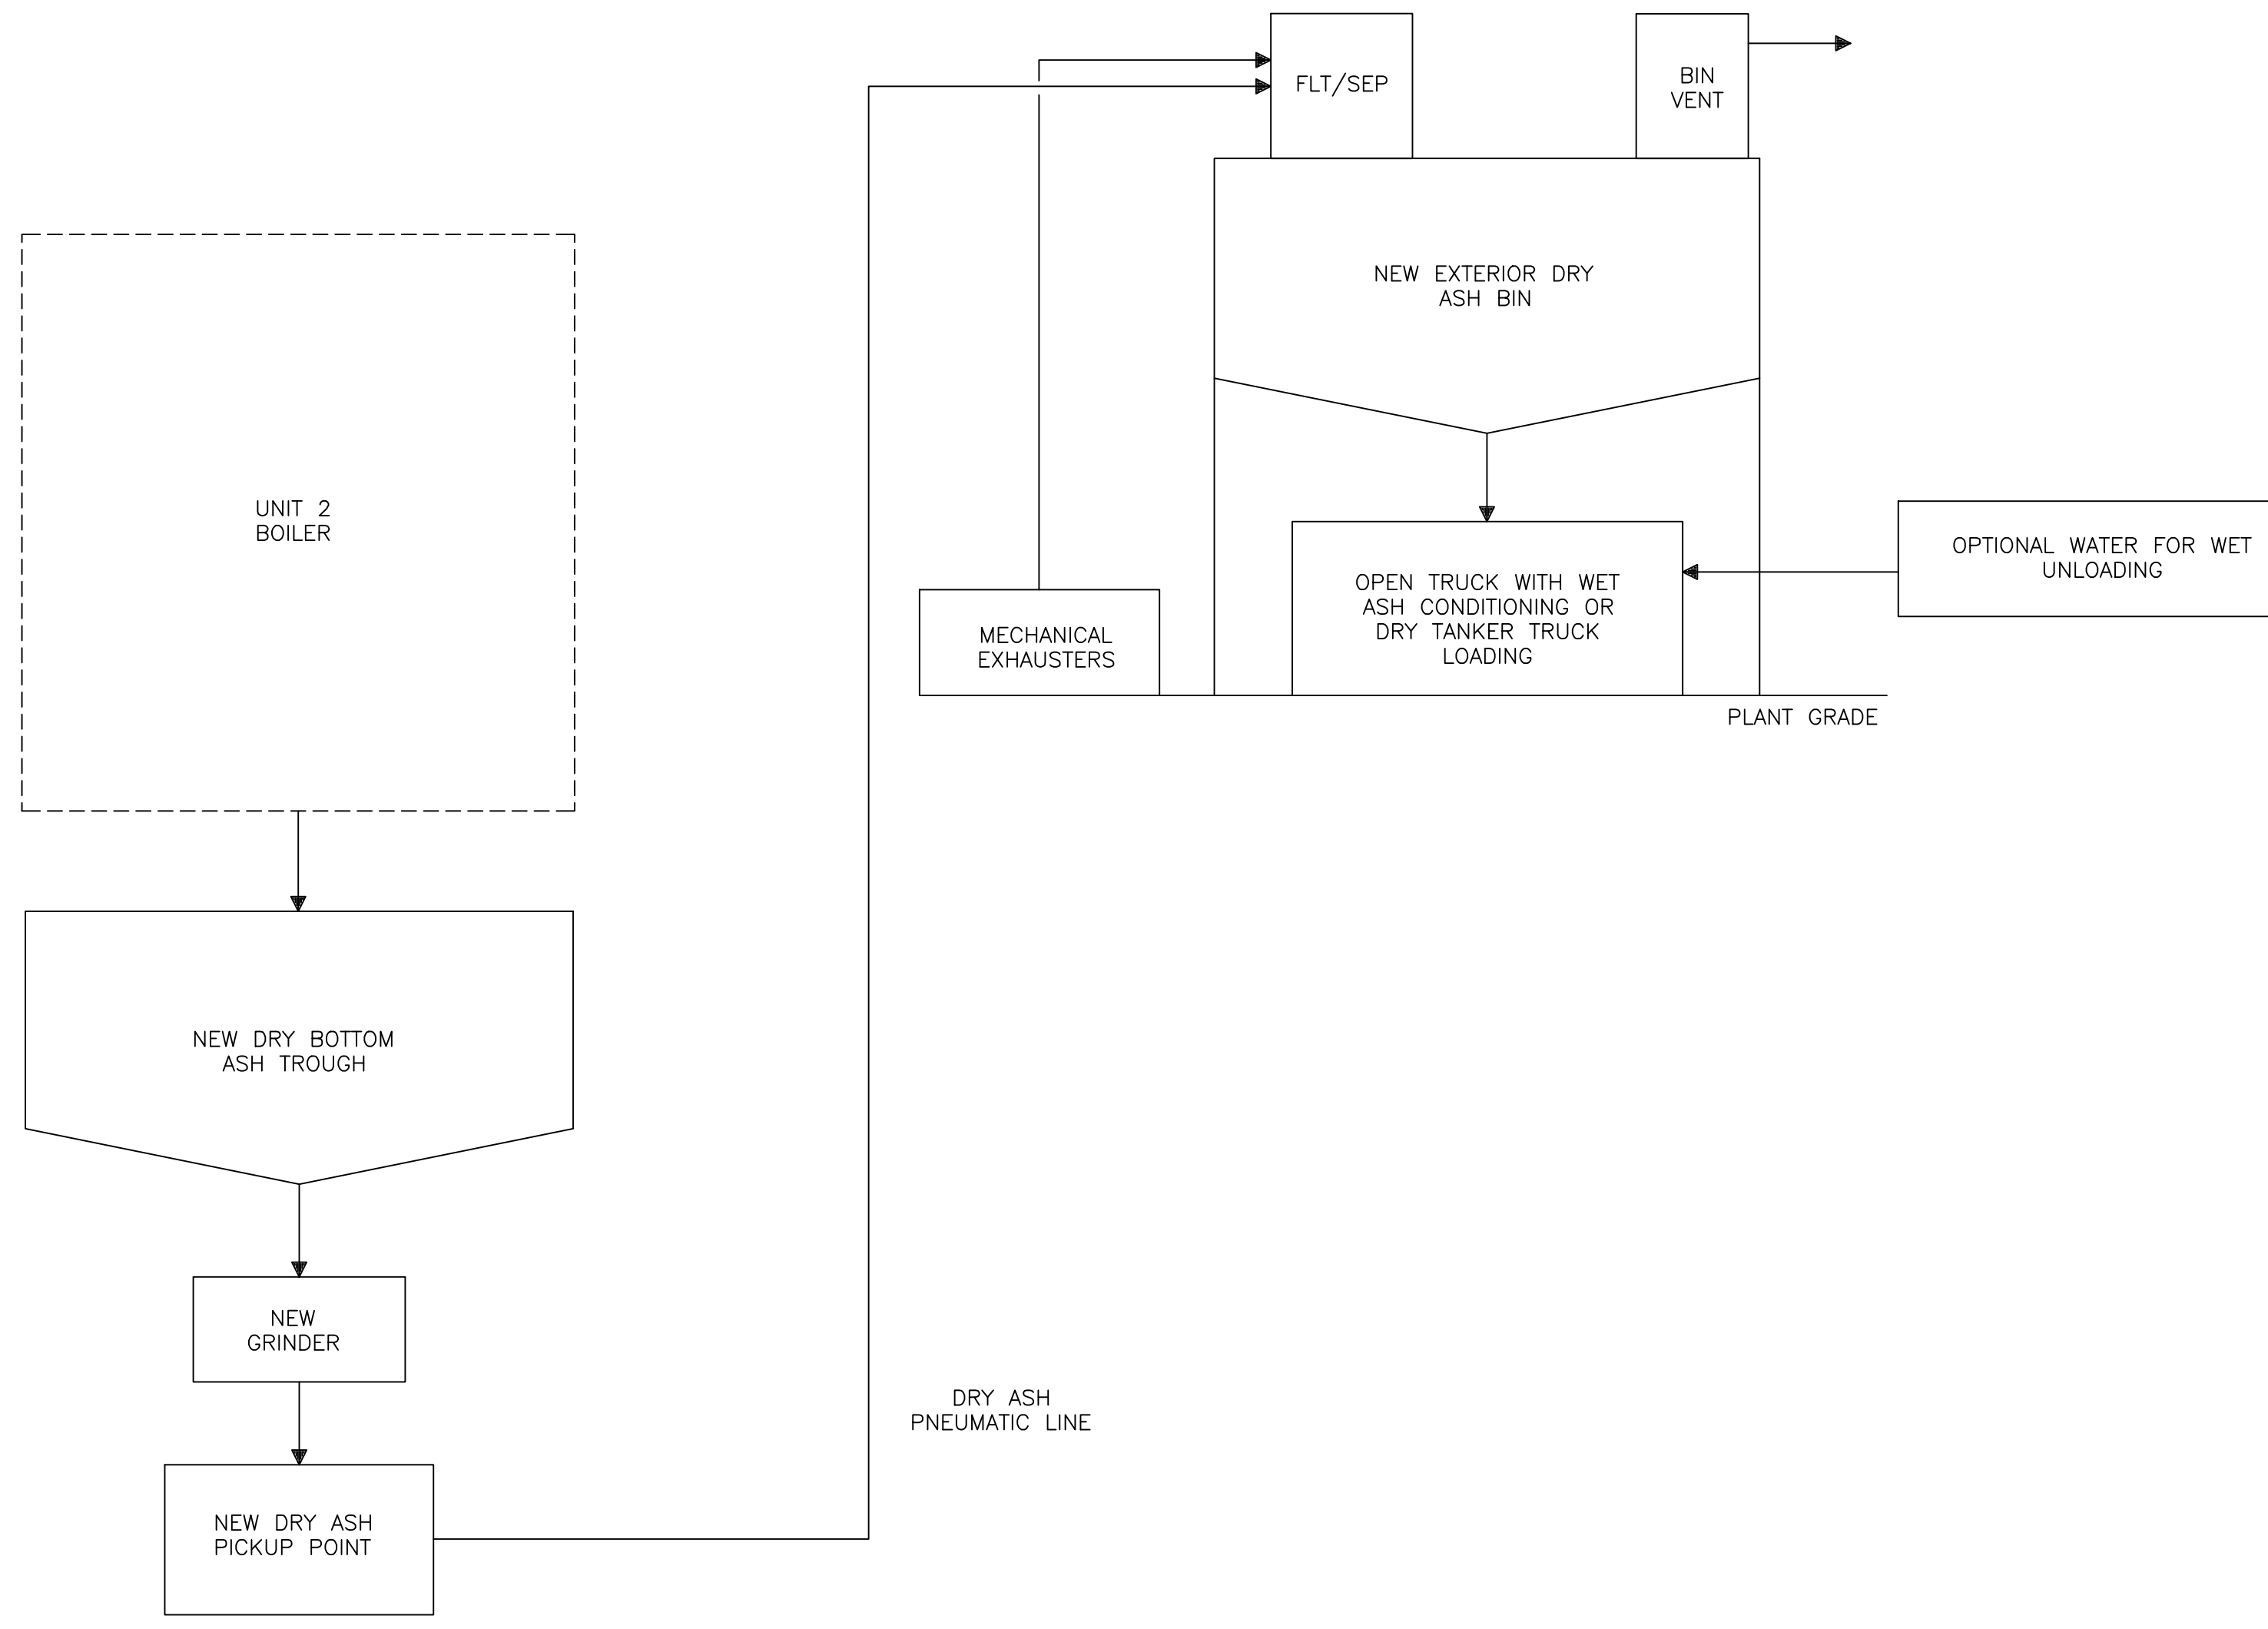 FLT/SEP
BIN
VENT
NEW EXTERIOR DRY
ASH BIN
UNIT 2
BOILER
OPTIONAL WATER FOR WET
UNLOADING
OPEN TRUCK WITH WET
ASH CONDITIONING OR
DRY TANKER TRUCK
LOADING
MECHANICAL
EXHAUSTERS
PLANT GRADE
NEW DRY BOTTOM
ASH TROUGH
NEW
GRINDER
DRY ASH
PNEUMATIC LINE
NEW DRY ASH
PICKUP POINT